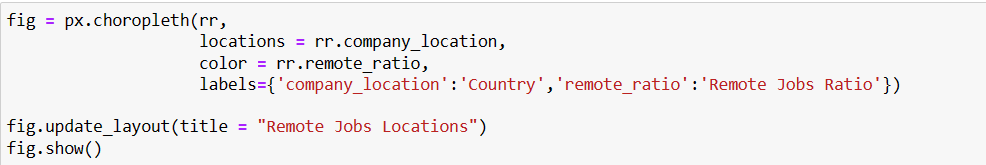 fig = px.choropleth(rr,
locations = rr.company_location,
color = rr.remote_ratio,
labels={'company_location':'Country','remote_ratio':'Remote Jobs Ratio'})
fig.update_layout(title = "Remote Jobs Locations")
fig.show()